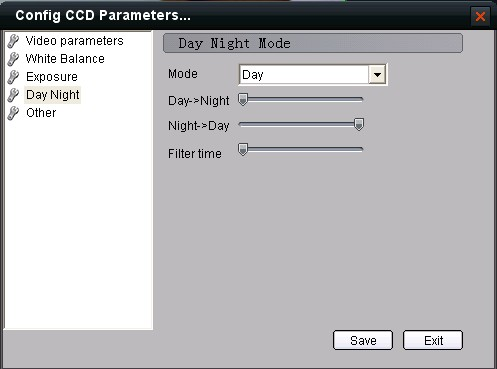 Config CCD Parameters...
Video parameters
White Balance
Exposure
Day Night
Other
Day Night Mode
Mode
Day
Day->Night
Night->Day
Filter time
Save
Exit